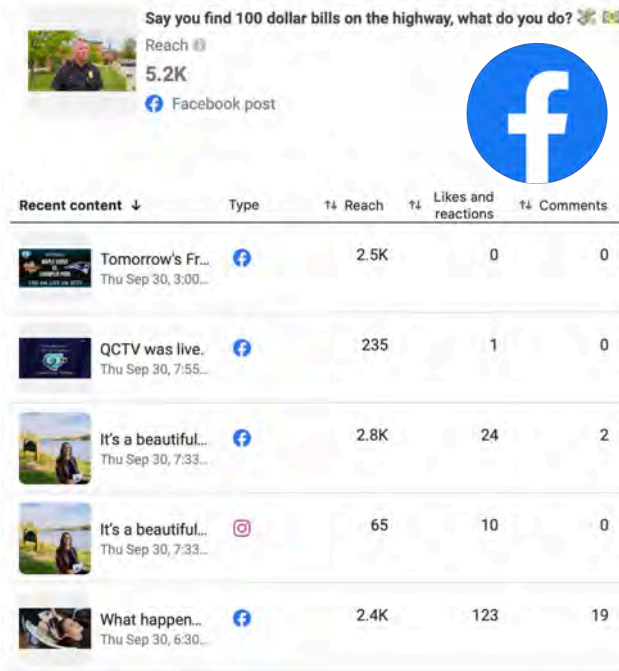 Say you find 100 dollar bills on the highway, what do you do? 💸 💵
Reach
5.2K
Facebook post
Recent content ↓ Type ↑↓ Reach ↑↓ Likes and reactions ↑↓ Comments
Tomorrow's Fr... 2.5K 0 0
Thu Sep 30, 3:00...
QCTV was live. 235 1 0
Thu Sep 30, 7:55...
It's a beautiful... 2.8K 24 2
Thu Sep 30, 7:33...
It's a beautiful... 65 10 0
Thu Sep 30, 7:33...
What happen... 2.4K 123 19
Thu Sep 30, 6:30...